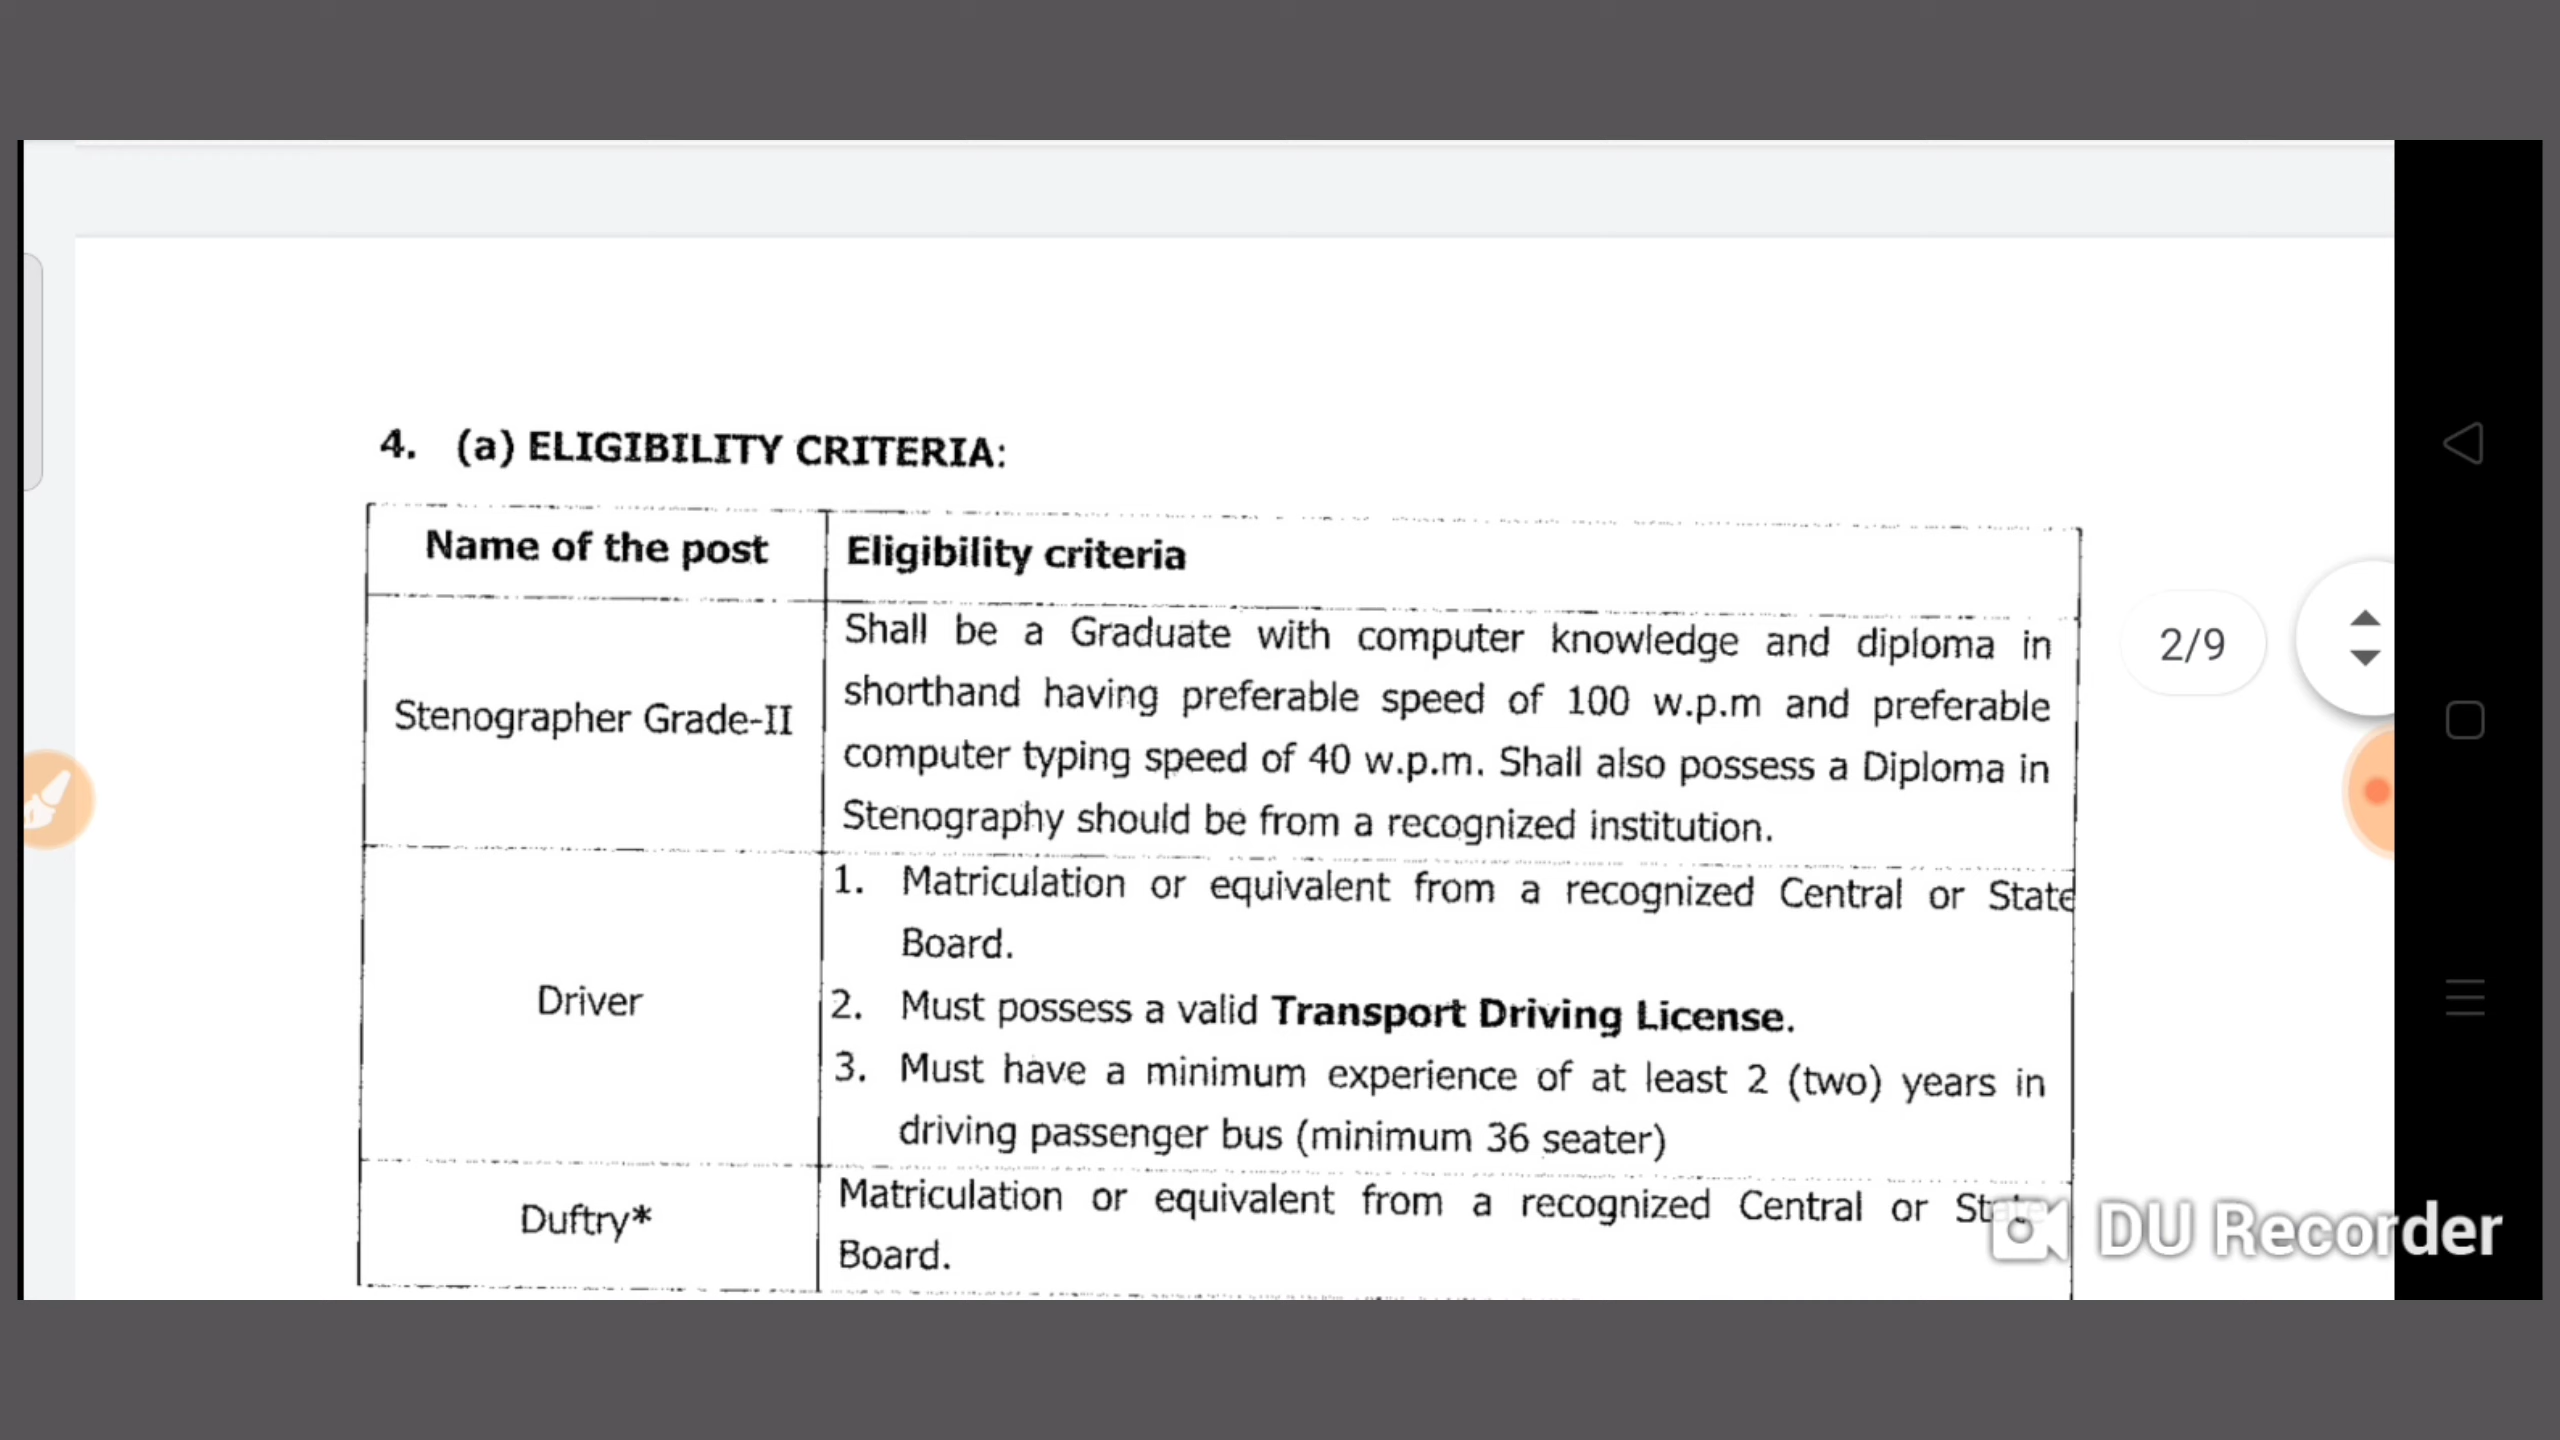 4. (a) ELIGIBILITY CRITERIA:
Name of the post
Eligibility criteria
Stenographer Grade-II
Shall be a Graduate with computer knowledge and diploma in
shorthand having preferable speed of 100 w.p.m and preferable
computer typing speed of 40 w.p.m. Shall also possess a Diploma in
Stenography should be from a recognized institution.
Driver
1. Matriculation or equivalent from a recognized Central or State
Board.
2. Must possess a valid Transport Driving License.
3. Must have a minimum experience of at least 2 (two) years in
driving passenger bus (minimum 36 seater)
Duftry*
Matriculation or equivalent from a recognized Central or State
Board.
2/9
DU Recorder